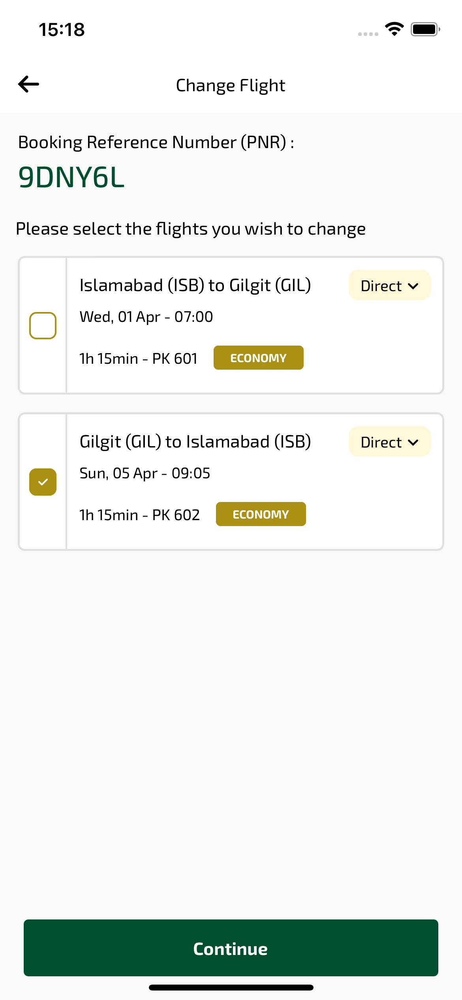 15:18
Change Flight
Booking Reference Number (PNR) :
9DNY6L
Please select the flights you wish to change
Islamabad (ISB) to Gilgit (GIL)
Direct
Wed, 01 Apr - 07:00
1h 15min - PK 601
ECONOMY
Gilgit (GIL) to Islamabad (ISB)
Direct
Sun, 05 Apr - 09:05
1h 15min - PK 602
ECONOMY
Continue